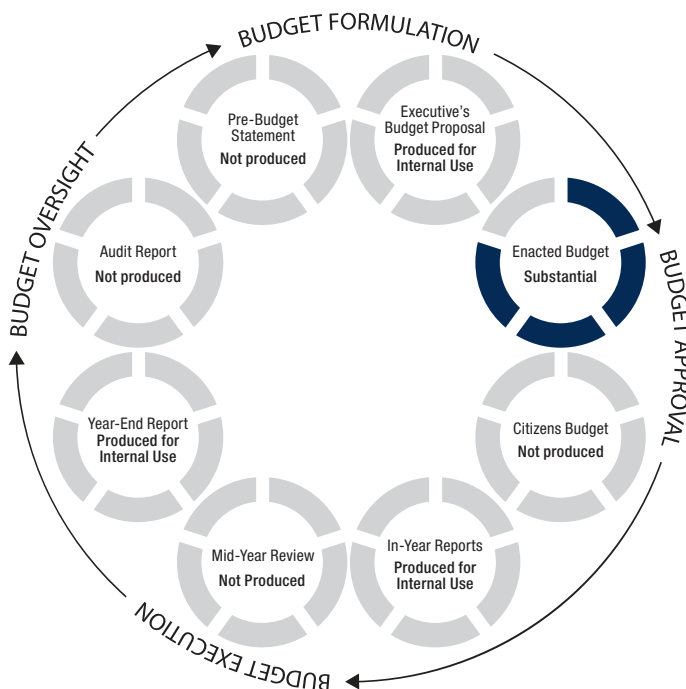 BUDGET FORMULATION
Pre-Budget
Statement
Not produced
Executive's
Budget Proposal
Produced for
Internal Use
Enacted Budget
Substantial
BUDGET APPROVAL
Citizens Budget
Not produced
In-Year Reports
Produced for
Internal Use
Mid-Year Review
Not Produced
BUDGET EXECUTION
Year-End Report
Produced for
Internal Use
Audit Report
Not produced
BUDGET OVERSIGHT